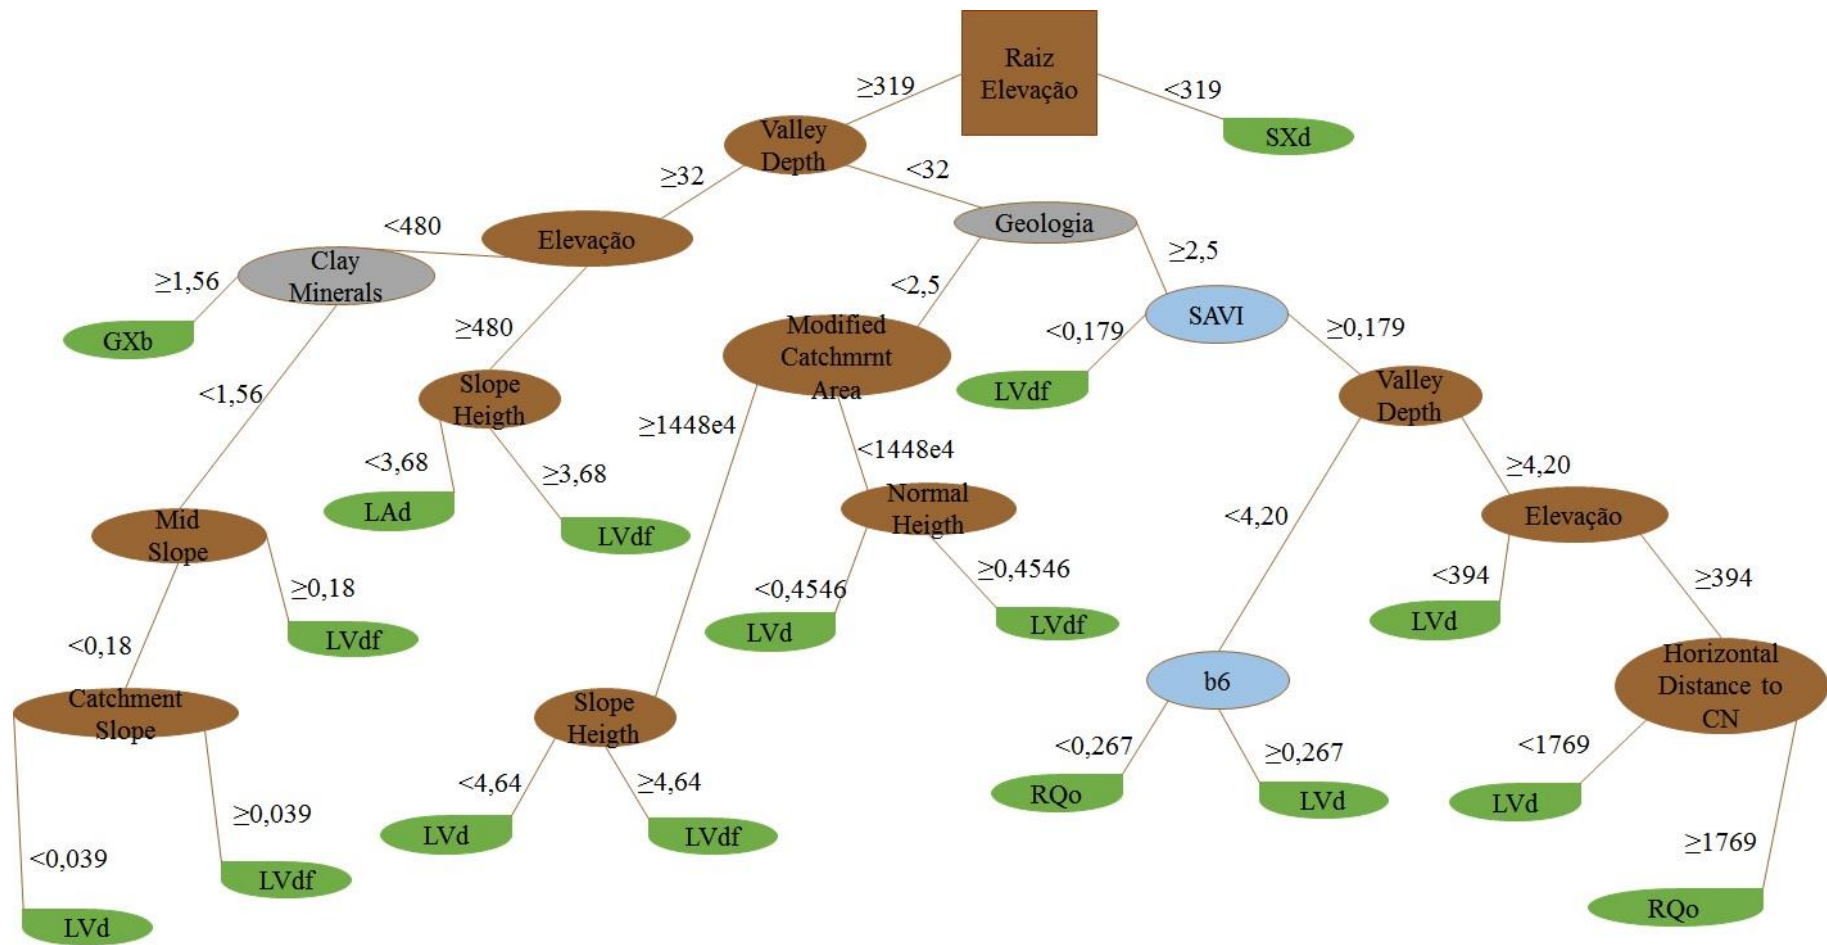 Raiz
Elevação
≥319
<319
Valley
Depth
SXd
≥32
<32
<480
Elevação
Geologia
Clay
Minerals
≥1,56
≥2,5
<2,5
GXb
≥480
Modified
Catchmrnt
Area
<0,179
SAVI
≥0,179
<1,56
Slope
Heigth
LVdf
Valley
Depth
≥1448e4
<1448e4
<3,68
≥3,68
≥4,20
LAd
LVdf
Normal
Heigth
<4,20
Elevação
Mid
Slope
≥0,18
<0,4546
≥0,4546
<394
≥394
<0,18
LVdf
LVd
LVdf
LVd
Catchment
Slope
Slope
Heigth
b6
Horizontal
Distance to
CN
<4,64
≥4,64
<0,267
≥0,267
<1769
RQo
LVd
LVd
≥0,039
LVd
LVdf
≥1769
<0,039
LVdf
RQo
LVd